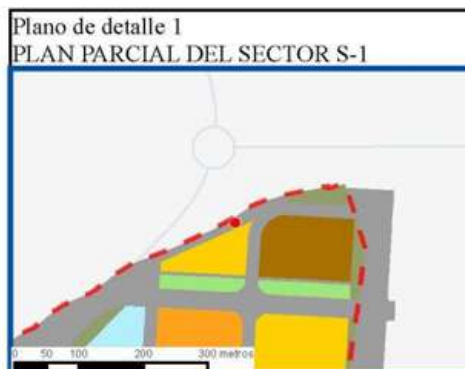 Plano de detalle 1
PLAN PARCIAL DEL SECTOR S-1
0 50 100 200 300 metros